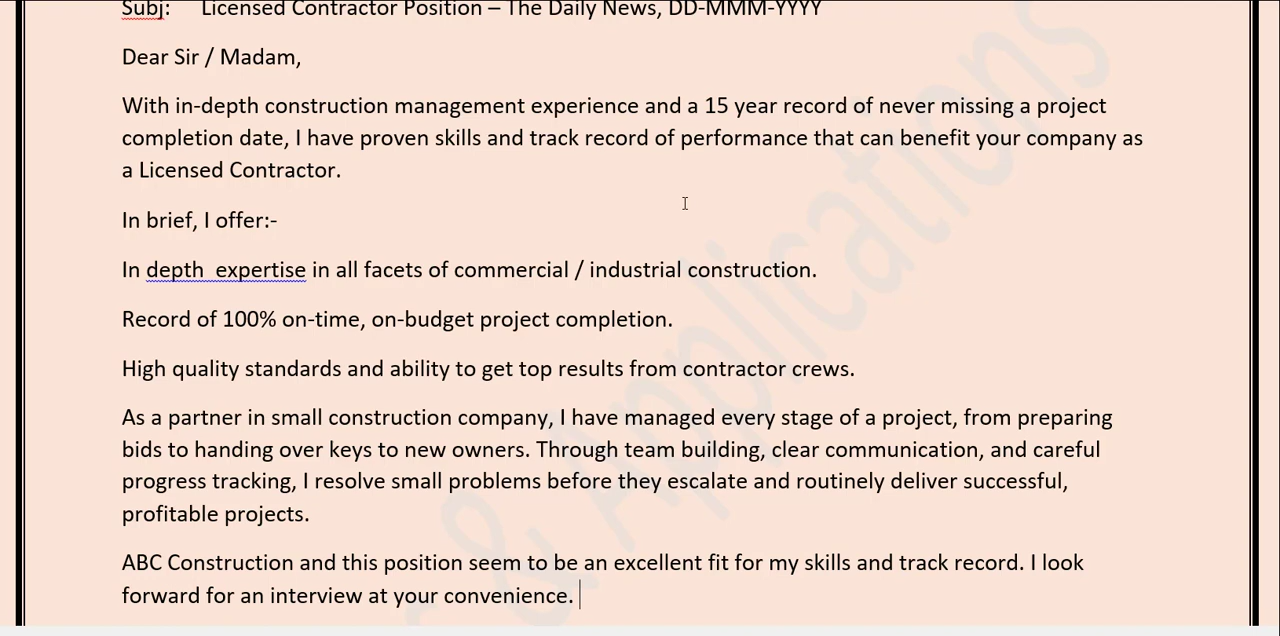 Subj: Licensed Contractor Position – The Daily News, DD-MMM-YYYY
Dear Sir / Madam,
With in-depth construction management experience and a 15 year record of never missing a project
completion date, I have proven skills and track record of performance that can benefit your company as
a Licensed Contractor.
In brief, I offer:-
In depth  expertise in all facets of commercial / industrial construction.
Record of 100% on-time, on-budget project completion.
High quality standards and ability to get top results from contractor crews.
As a partner in small construction company, I have managed every stage of a project, from preparing
bids to handing over keys to new owners. Through team building, clear communication, and careful
progress tracking, I resolve small problems before they escalate and routinely deliver successful,
profitable projects.
ABC Construction and this position seem to be an excellent fit for my skills and track record. I look
forward for an interview at your convenience.
& Applications